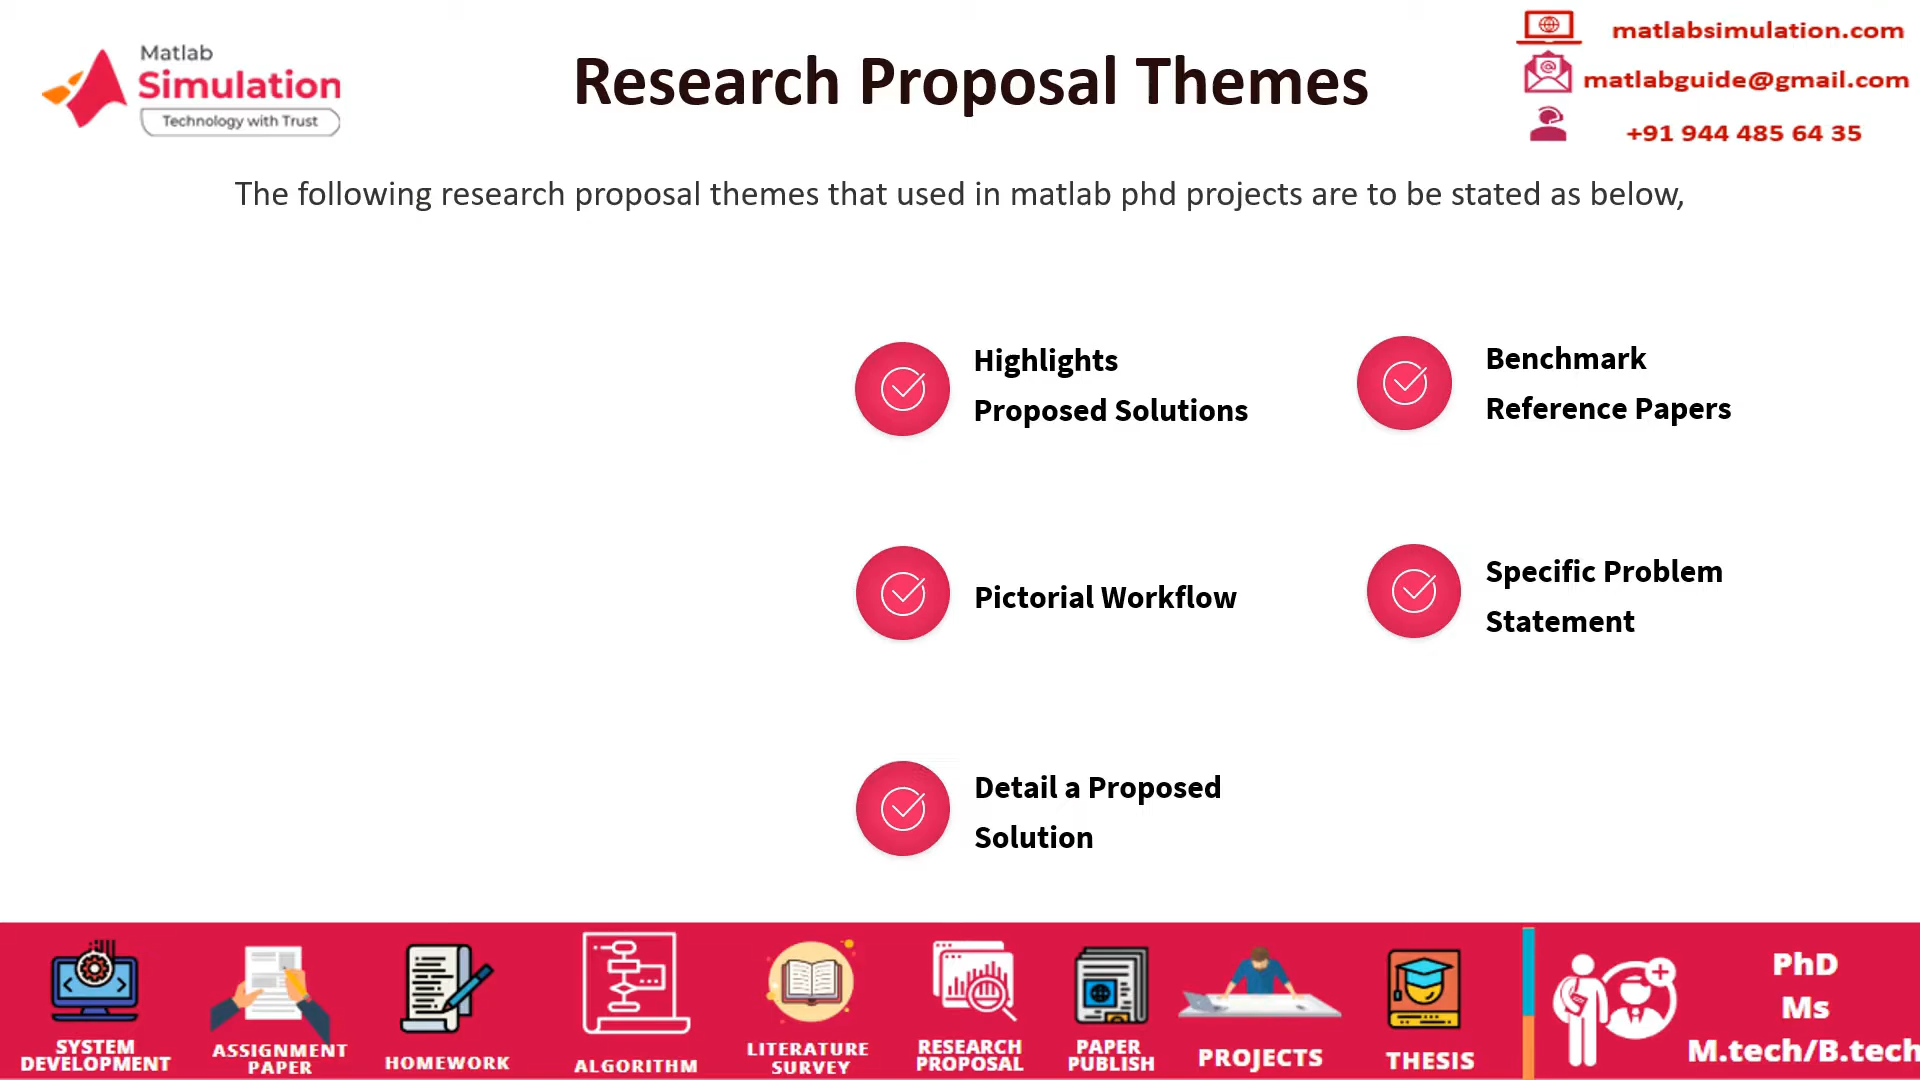 Matlab
Simulation
Technology with Trust
Research Proposal Themes
matlabsimulation.com
matlabguide@gmail.com
+91 944 485 64 35
The following research proposal themes that used in matlab phd projects are to be stated as below,
Highlights
Proposed Solutions
Benchmark
Reference Papers
Pictorial Workflow
Specific Problem
Statement
Detail a Proposed
Solution
SYSTEM
DEVELOPMENT
ASSIGNMENT
PAPER
HOMEWORK
ALGORITHM
LITERATURE
SURVEY
RESEARCH
PROPOSAL
PAPER
PUBLISH
PROJECTS
THESIS
PhD
Ms
M.tech/B.tech